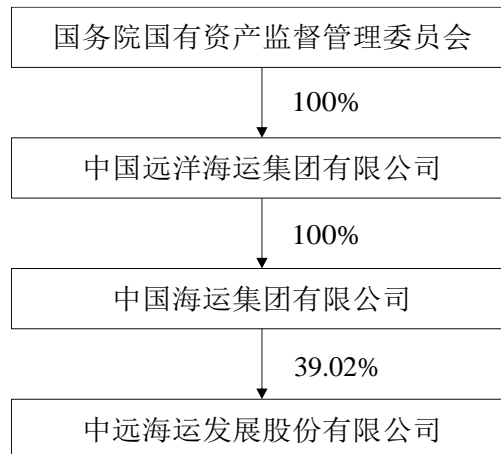 国务院国有资产监督管理委员会
100%
中国远洋海运集团有限公司
100%
中国海运集团有限公司
39.02%
中远海运发展股份有限公司